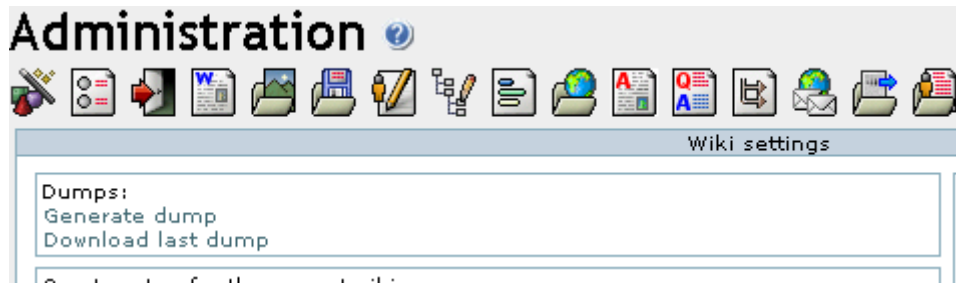 Administration
Wiki settings
Dumps:
Generate dump
Download last dump